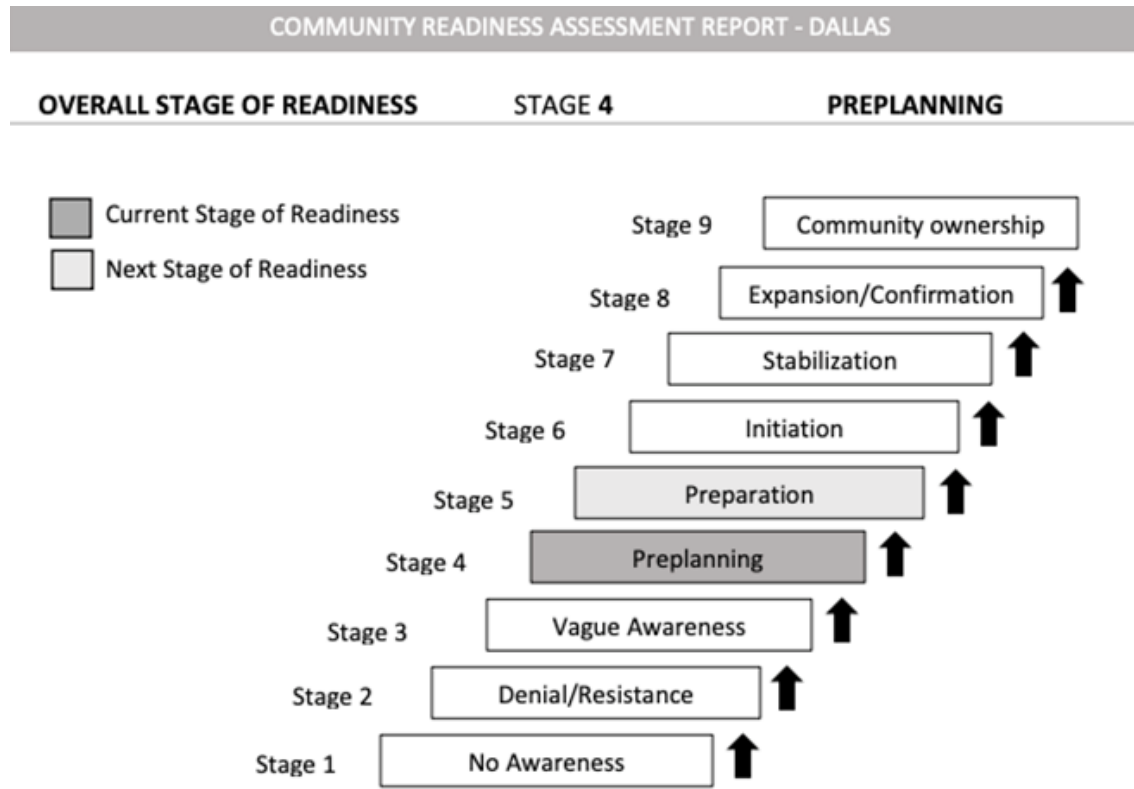 COMMUNITY READINESS ASSESSMENT REPORT - DALLAS
OVERALL STAGE OF READINESS STAGE 4 PREPLANNING
Current Stage of Readiness
Next Stage of Readiness
Stage 9 Community ownership
Stage 8 Expansion/Confirmation
Stage 7 Stabilization
Stage 6 Initiation
Stage 5 Preparation
Stage 4 Preplanning
Stage 3 Vague Awareness
Stage 2 Denial/Resistance
Stage 1 No Awareness